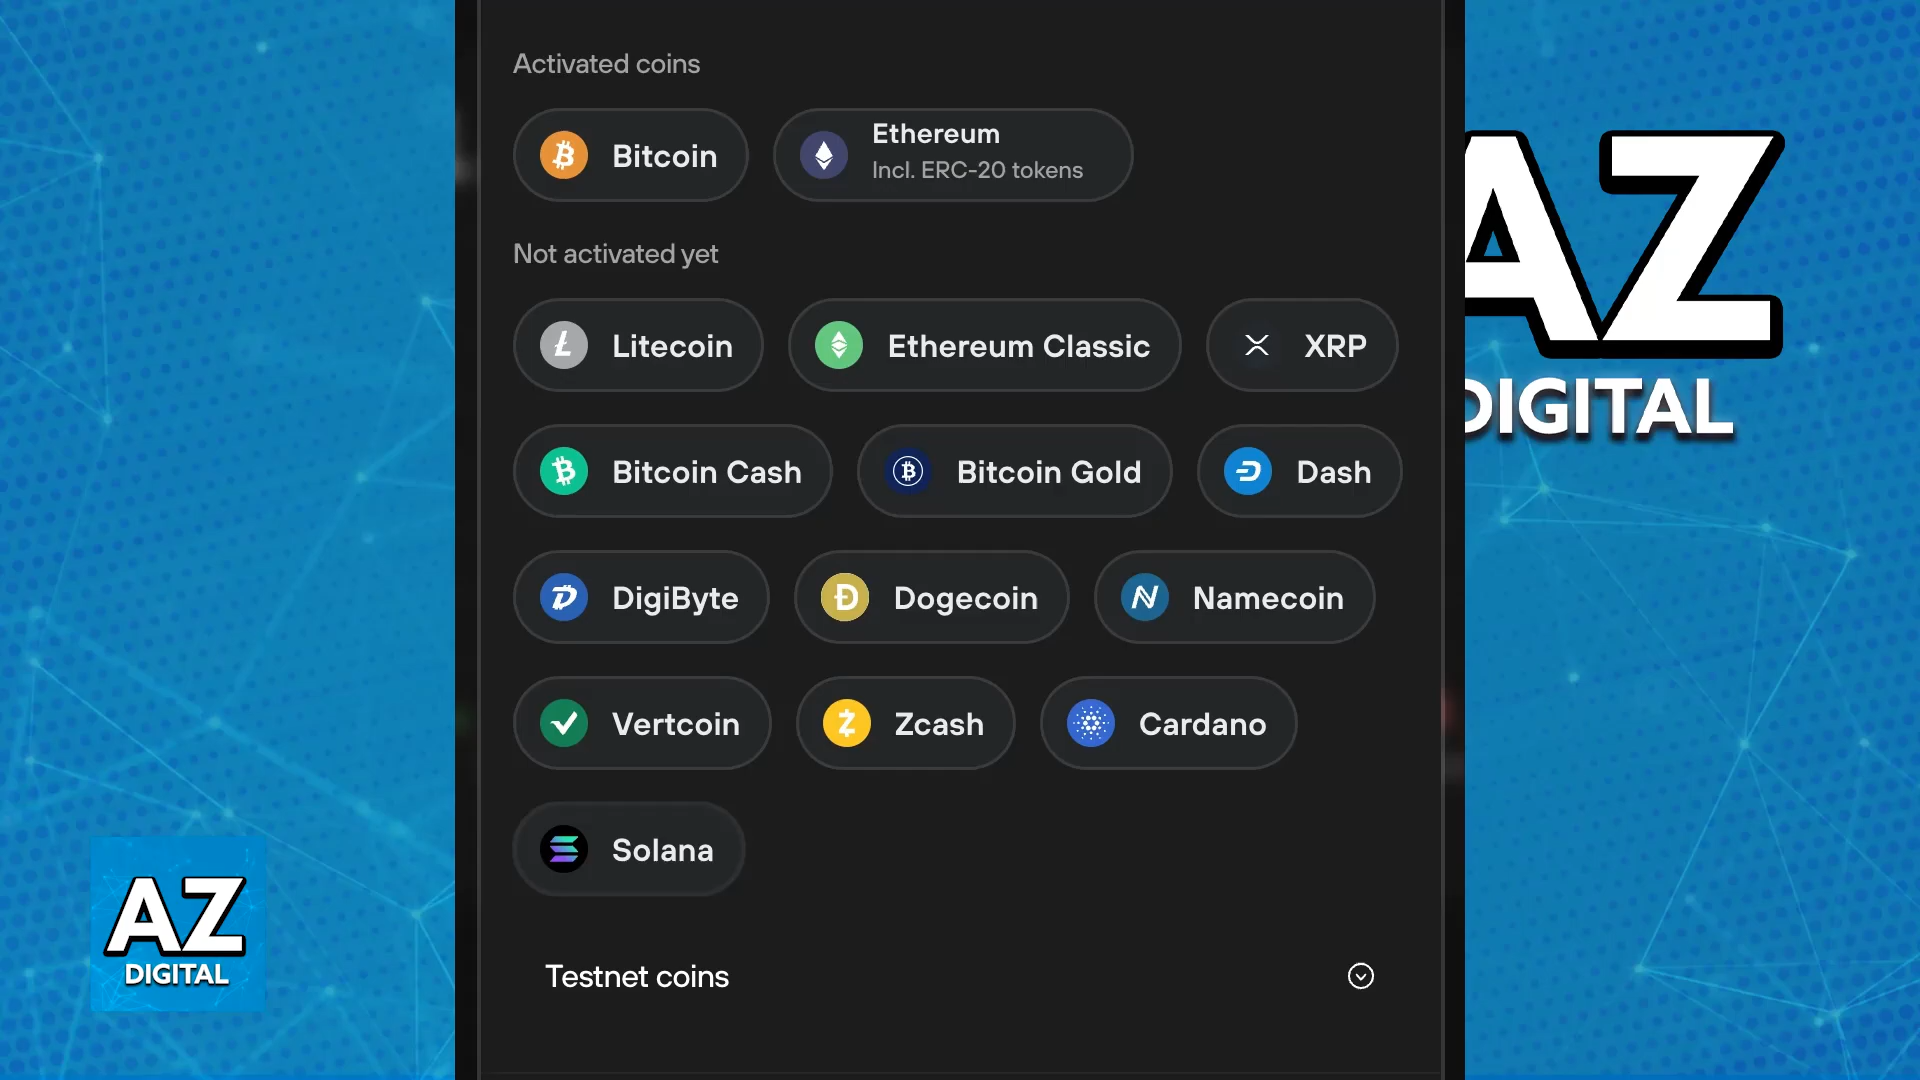 Activated coins
Bitcoin
Ethereum
Incl. ERC-20 tokens
Not activated yet
Litecoin
Ethereum Classic
XRP
Bitcoin Cash
Bitcoin Gold
Dash
DigiByte
Dogecoin
Namecoin
Vertcoin
Zcash
Cardano
Solana
Testnet coins
AZ
DIGITAL
AZ
DIGITAL